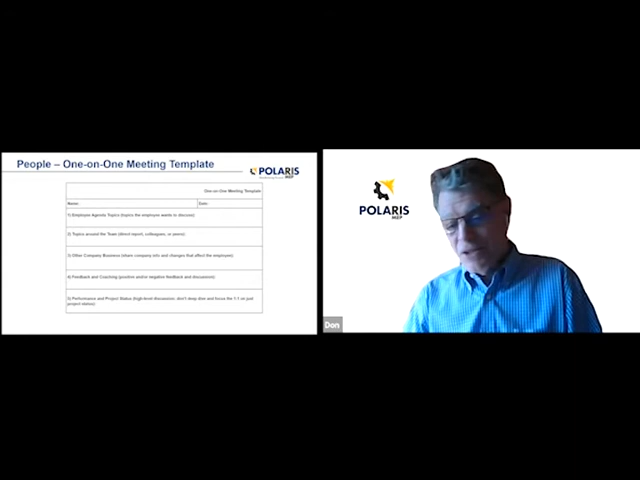 People – One-on-One Meeting Template
POLARIS
MEP
One-on-One Meeting Template
Name:
Date:
1) Employee Agenda Topics (topics the employee wants to discuss)
2) Topics around the Team (direct report, colleagues, or peers)
3) Other Company Business (share company info and changes that affect the employee)
4) Feedback and Coaching (positive and/or negative feedback and discussion)
5) Performance and Project Status (high-level discussion, don't deep dive and focus the 1:1 on just
project status)
POLARIS
MEP
Don